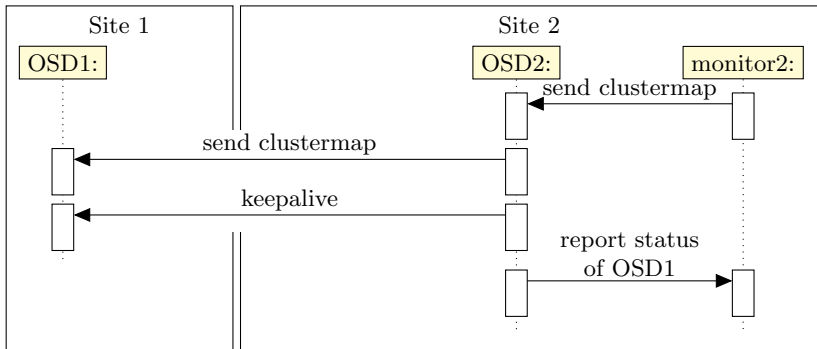 Site 1
Site 2
OSD1:
OSD2:
monitor2:
send clustermap
send clustermap
keepalive
report status
of OSD1